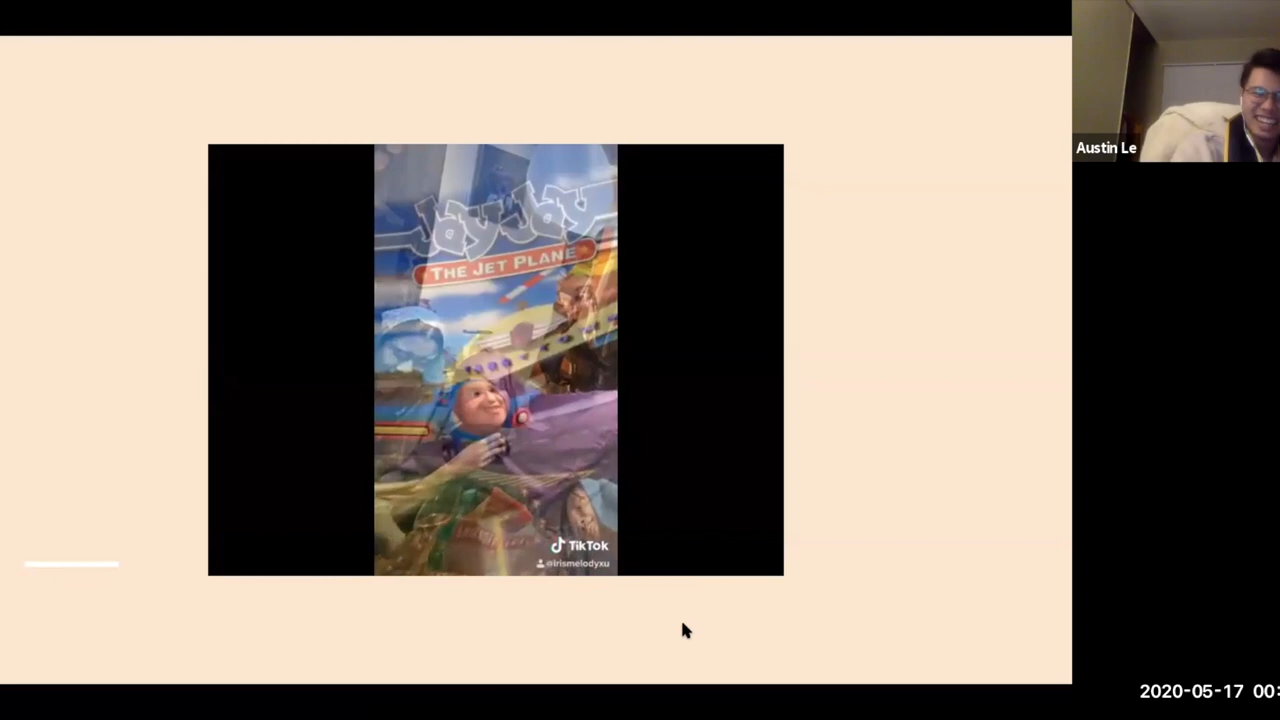 Jay Jay
THE JET PLANE
TikTok
@irismelodyxu
Austin Le
2020-05-17 00: